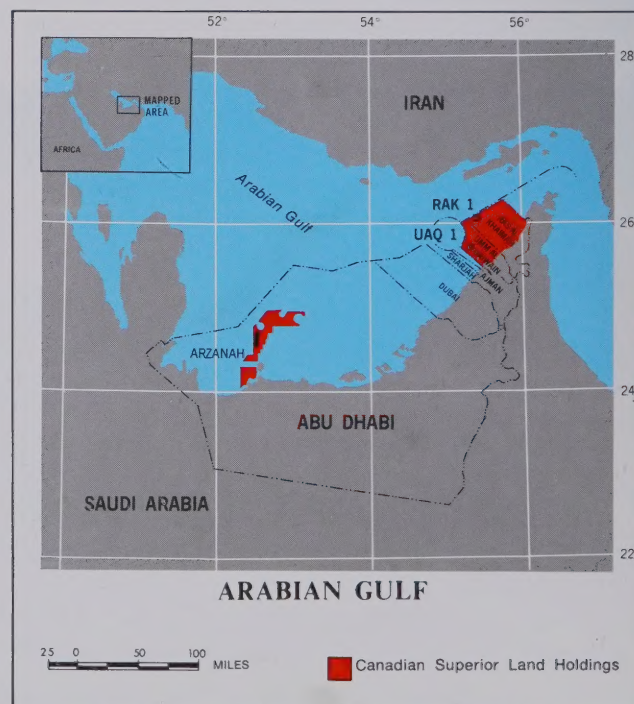 52°
54°
56°
28
MAPPED
AREA
AFRICA
IRAN
Arabian Gulf
RAK 1
26
UAQ 1
SHARJAH
AJMAN
DUBAI
ARZANAH
24
ABU DHABI
SAUDI ARABIA
22
ARABIAN GULF
25 0 50 100
MILES
Canadian Superior Land Holdings